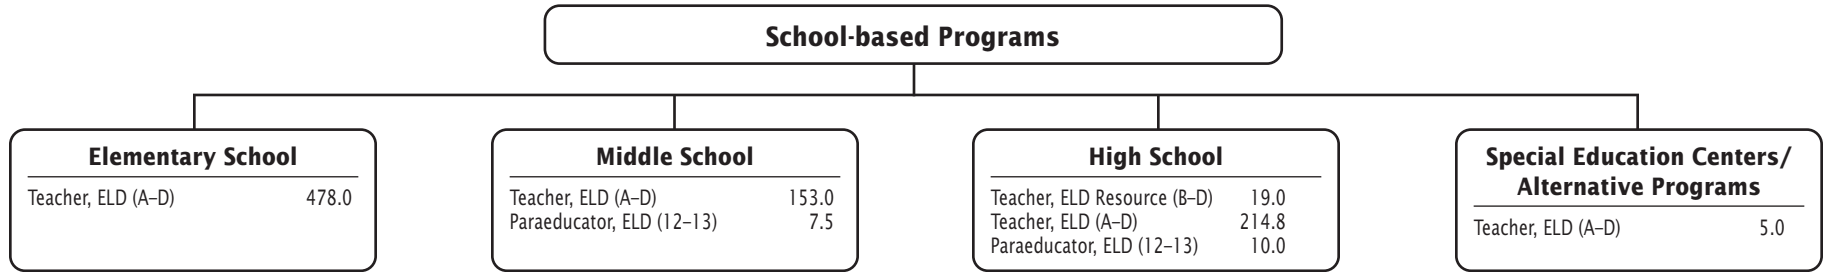 School-based Programs
Elementary School
Teacher, ELD (A–D) 478.0
Middle School
Teacher, ELD (A–D) 153.0
Paraeducator, ELD (12–13) 7.5
High School
Teacher, ELD Resource (B–D) 19.0
Teacher, ELD (A–D) 214.8
Paraeducator, ELD (12–13) 10.0
Special Education Centers/
Alternative Programs
Teacher, ELD (A–D) 5.0